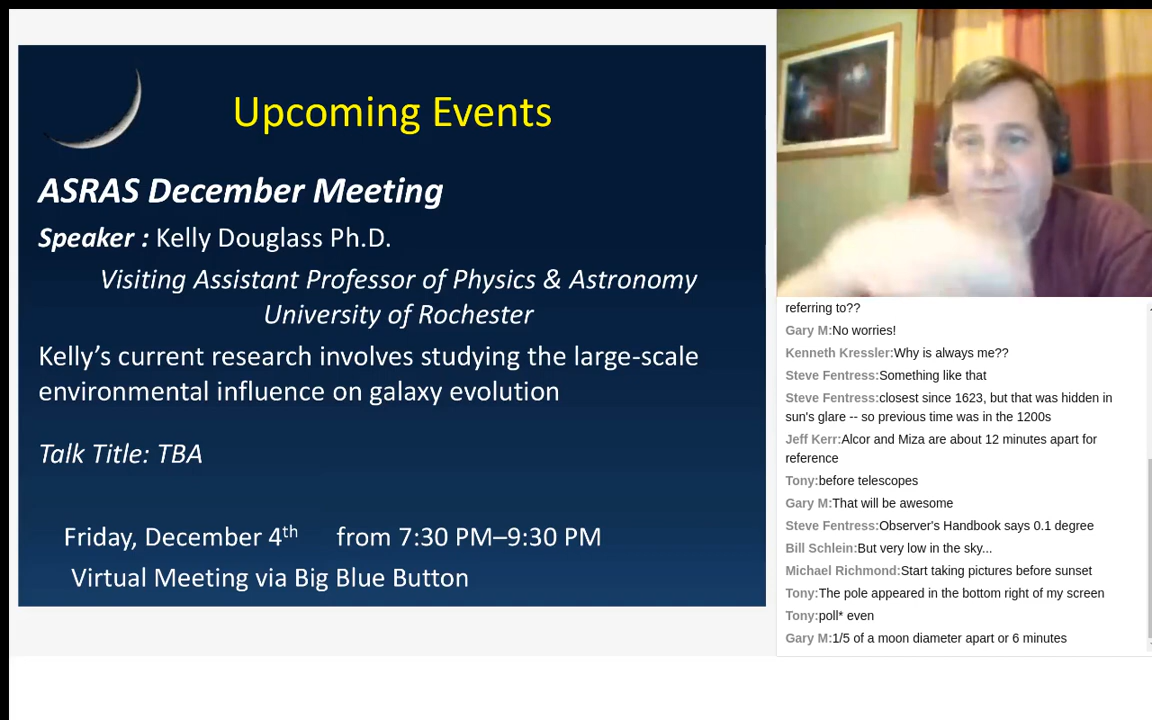 Upcoming Events
ASRAS December Meeting
Speaker : Kelly Douglass Ph.D.
Visiting Assistant Professor of Physics & Astronomy
University of Rochester
Kelly’s current research involves studying the large-scale
environmental influence on galaxy evolution
Talk Title: TBA
Friday, December 4th from 7:30 PM–9:30 PM
Virtual Meeting via Big Blue Button
referring to??
Gary M:No worries!
Kenneth Kressler:Why is always me??
Steve Fentress:Something like that
Steve Fentress:closest since 1623, but that was hidden in
sun's glare -- so previous time was in the 1200s
Jeff Kerr:Alcor and Miza are about 12 minutes apart for
reference
Tony:before telescopes
Gary M:That will be awesome
Steve Fentress:Observer's Handbook says 0.1 degree
Bill Schlein:But very low in the sky...
Michael Richmond:Start taking pictures before sunset
Tony:The pole appeared in the bottom right of my screen
Tony:poll* even
Gary M:1/5 of a moon diameter apart or 6 minutes